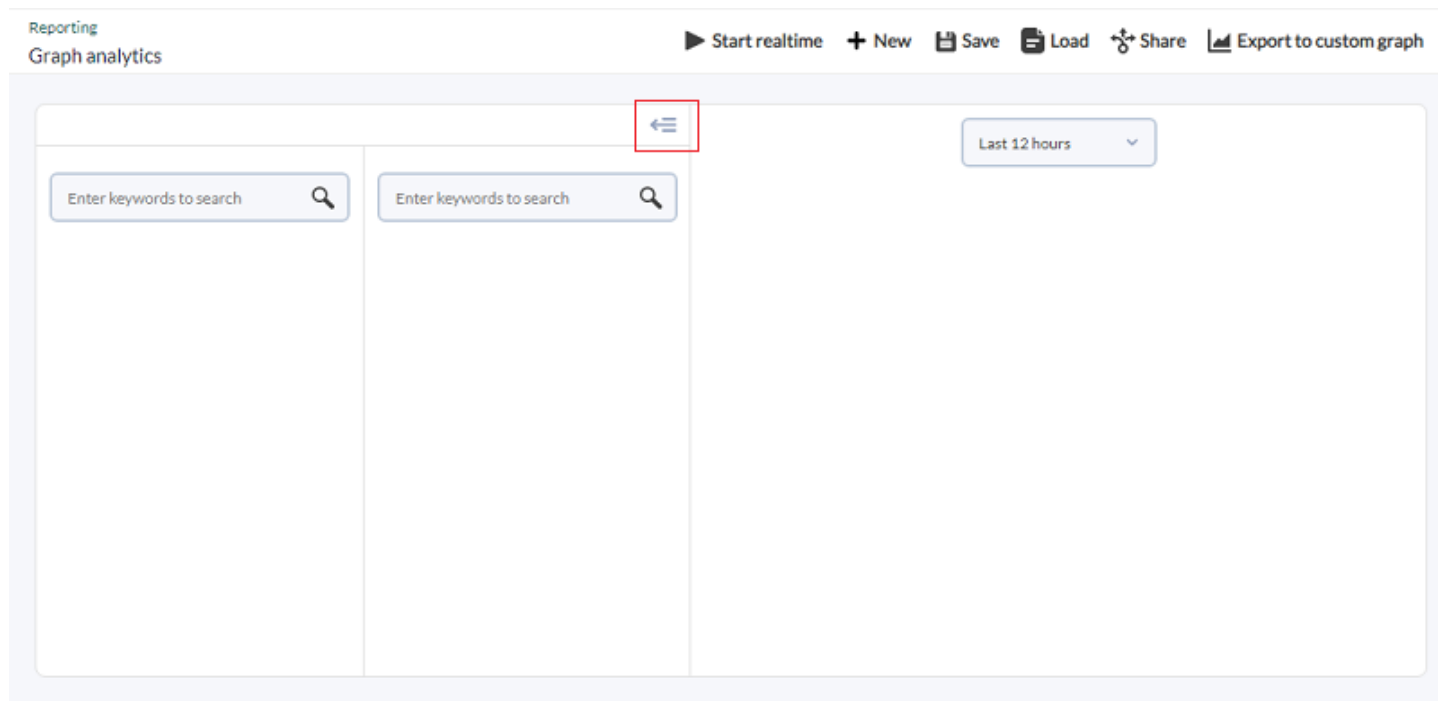 Reporting
Graph analytics
Start realtime New Save Load Share Export to custom graph
Last 12 hours
Enter keywords to search Enter keywords to search